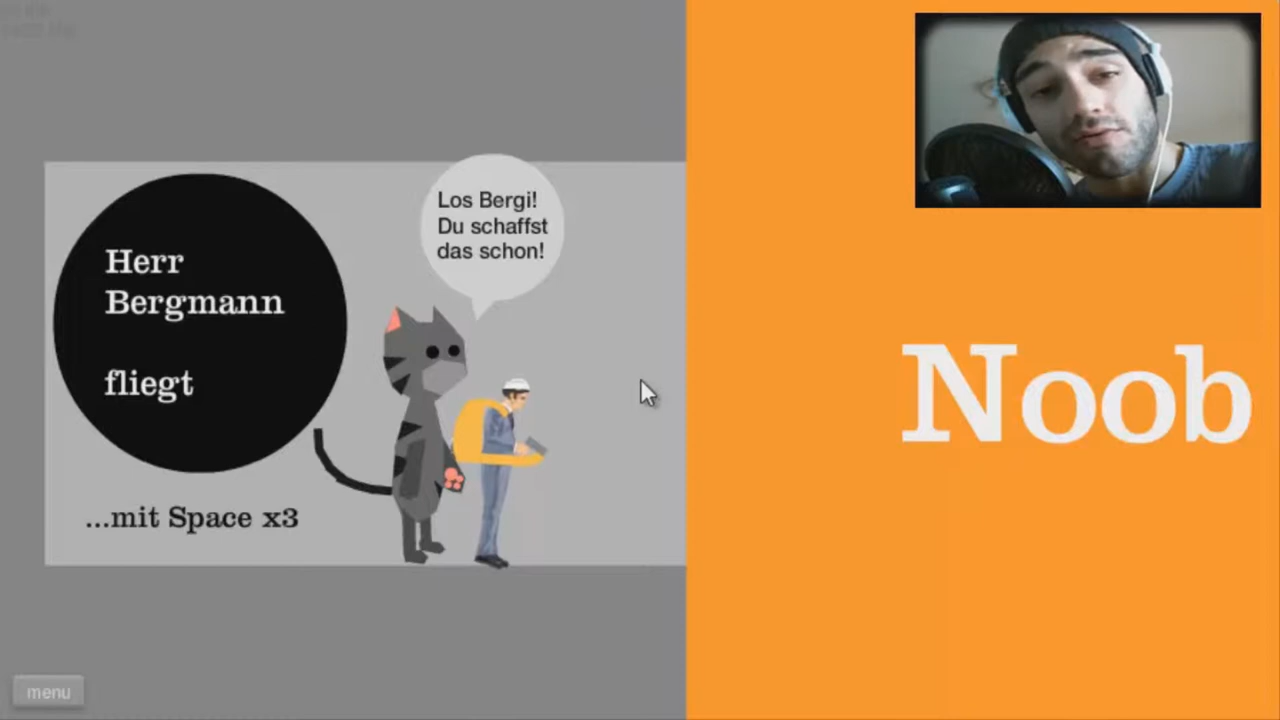 Herr
Bergmann
fliegt
...mit Space x3
Los Bergi!
Du schaffst
das schon!
Noob
menu